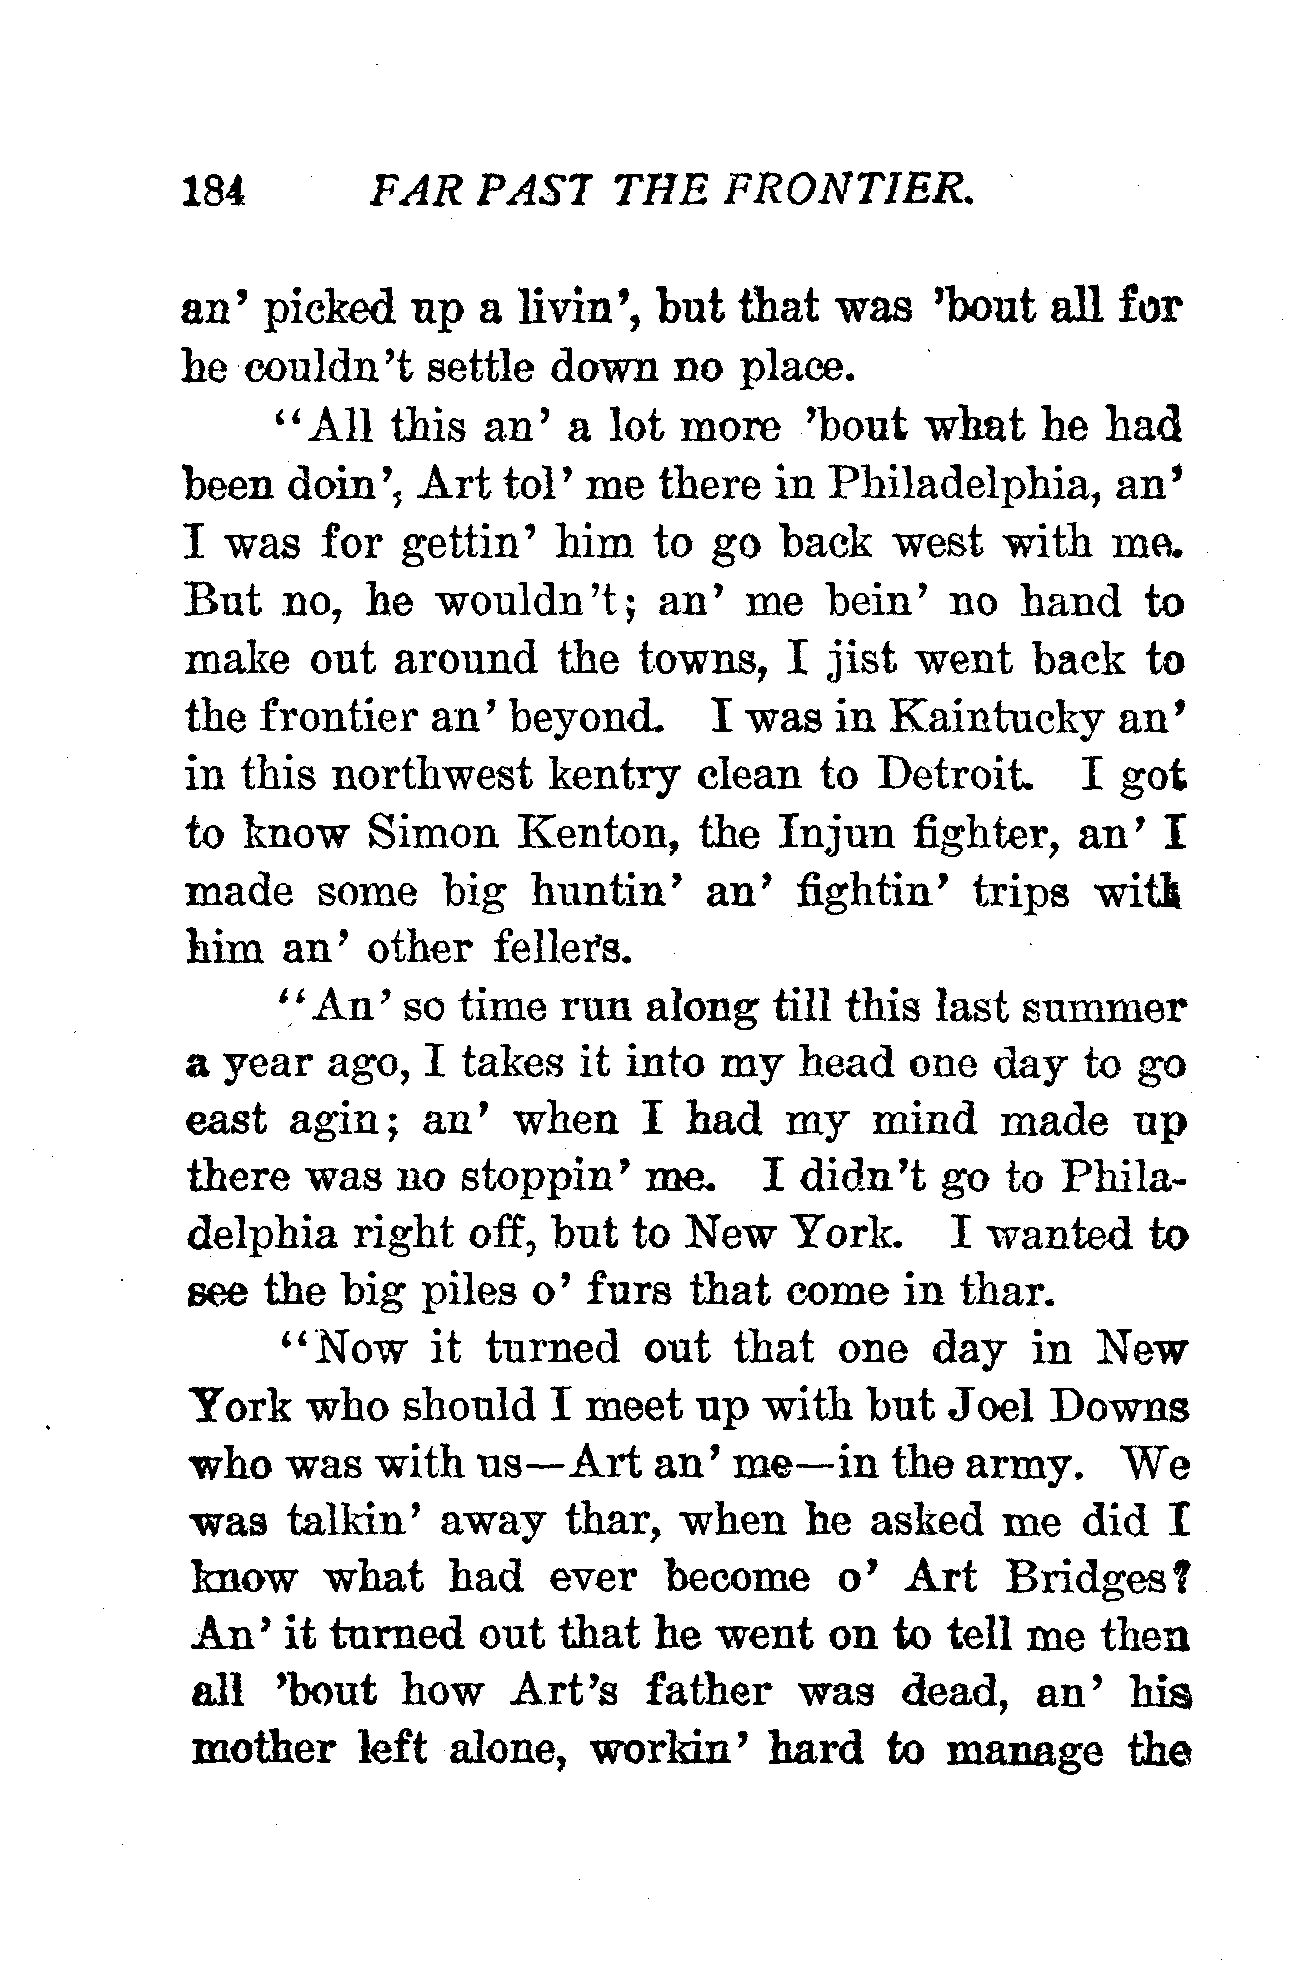 184 FAR PAST THE FRONTIER.
an' picked up a livin', but that was 'bout all for
he couldn't settle down no place.
"All this an' a lot more 'bout what he had
been doin', Art tol' me there in Philadelphia, an'
I was for gettin' him to go back west with me.
But no, he wouldn't; an' me bein' no hand to
make out around the towns, I jist went back to
the frontier an' beyond. I was in Kaintucky an'
in this northwest kentry clean to Detroit. I got
to know Simon Kenton, the Injun fighter, an' I
made some big huntin' an' fightin' trips with
him an' other fellers.
"An' so time run along till this last summer
a year ago, I takes it into my head one day to go
east agin; an' when I had my mind made up
there was no stoppin' me. I didn't go to Phila-
delphia right off, but to New York. I wanted to
see the big piles o' furs that come in thar.
"Now it turned out that one day in New
York who should I meet up with but Joel Downs
who was with us—Art an' me—in the army. We
was talkin' away thar, when he asked me did I
know what had ever become o' Art Bridges?
An' it turned out that he went on to tell me then
all 'bout how Art's father was dead, an' his
mother left alone, workin' hard to manage the